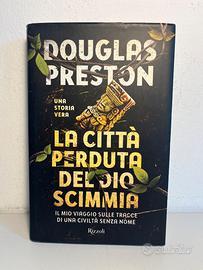 DOUGLAS
PRESTON
UNA
STORIA
VERA
LA CITTÀ
PERDUTA
DEL DIO
SCIMMIA
IL MIO VIAGGIO SULLE TRACCE
DI UNA CIVILTÀ SENZA NOME
Rizzoli
subito